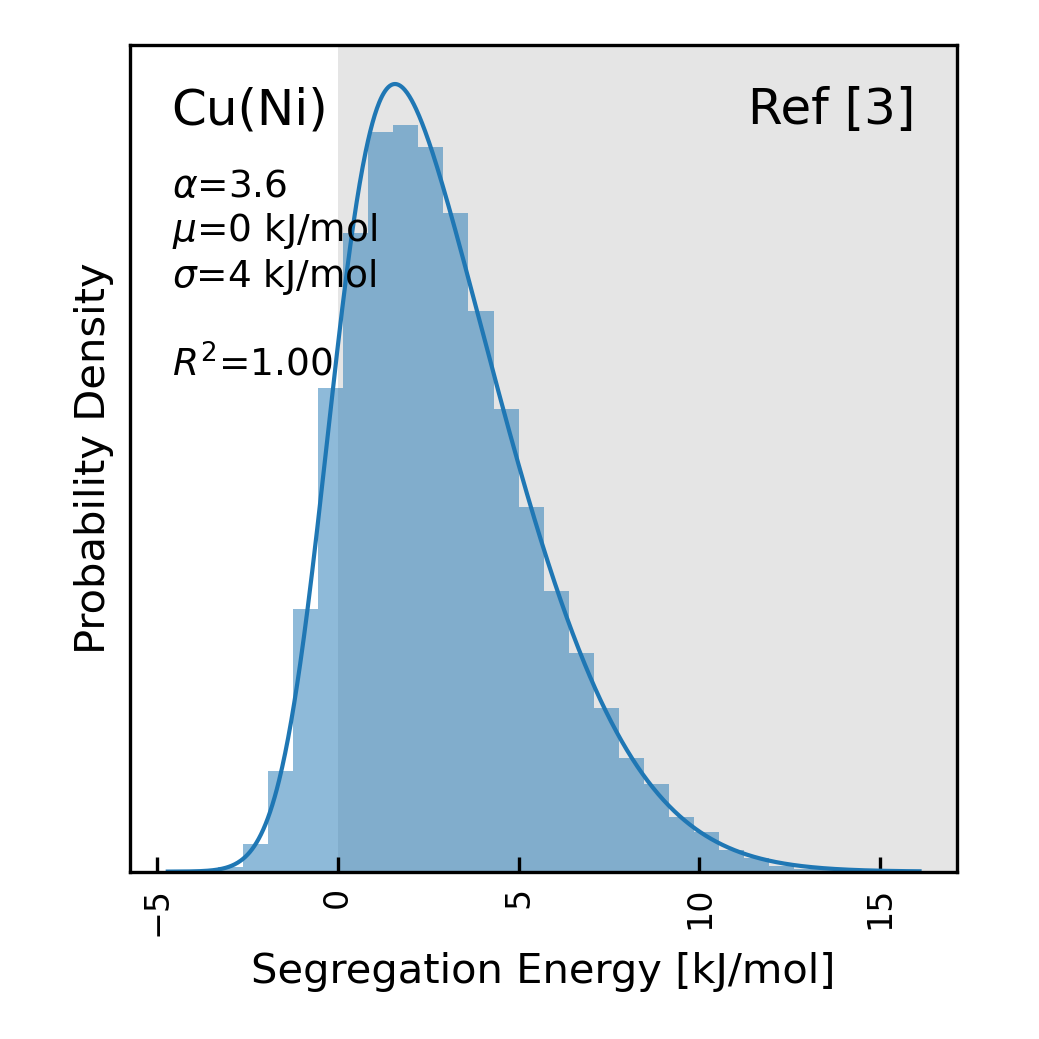 Cu(Ni)
Ref [3]
α=3.6
μ=0 kJ/mol
σ=4 kJ/mol
R²=1.00
Probability Density
−5
0
5
10
15
Segregation Energy [kJ/mol]